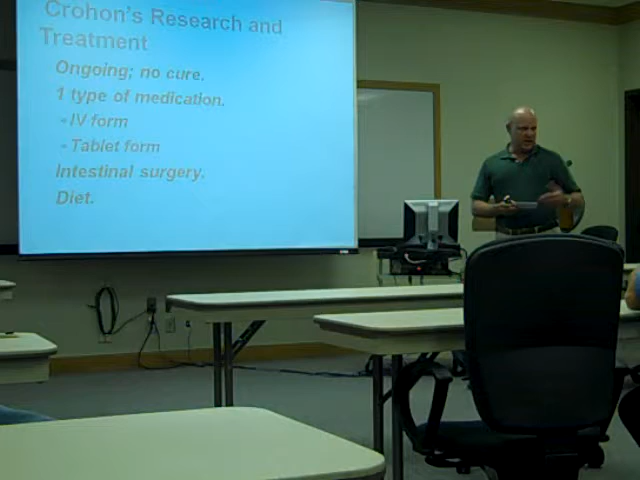 Crohon's Research and
Treatment
Ongoing; no cure.
1 type of medication.
-IV form
-Tablet form
Intestinal surgery.
Diet.